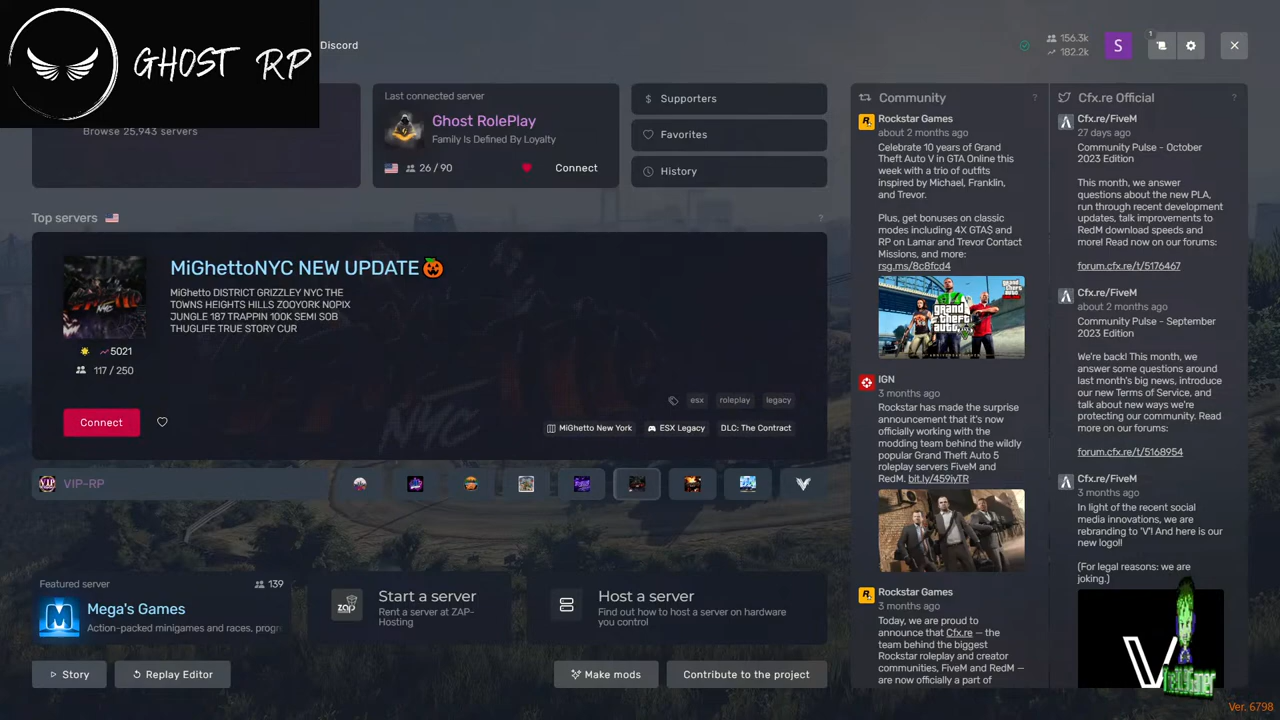 GHOST RP
Discord
156.3k
182.2k
S
1
Browse 25,943 servers
Last connected server
Ghost RolePlay
Family Is Defined By Loyalty
26 / 90
Connect
$ Supporters
Favorites
History
Top servers
?
MiGhettoNYC NEW UPDATE🎃
MiGhetto DISTRICT GRIZZLEY NYC THE
TOWNS HEIGHTS HILLS ZOOYORK NOPIX
JUNGLE 187 TRAPPIN 100K SEMI SOB
THUGLIFE TRUE STORY CUR
5021
117 / 250
Connect
esx
roleplay
legacy
MiGhetto New York
ESX Legacy
DLC: The Contract
VIP-RP
Featured server
139
Mega's Games
Action-packed minigames and races, progr
zap
Start a server
Rent a server at ZAP-
Hosting
Host a server
Find out how to host a server on hardware
you control
Story
Replay Editor
Make mods
Contribute to the project
Community
?
Rockstar Games
about 2 months ago
Celebrate 10 years of Grand
Theft Auto V in GTA Online this
week with a trio of outfits
inspired by Michael, Franklin,
and Trevor.
Plus, get bonuses on classic
modes including 4X GTA$ and
RP on Lamar and Trevor Contact
Missions, and more:
rsg.ms/8c8fcd4
grand
theft
auto
IGN
3 months ago
Rockstar has made the surprise
announcement that it's now
officially working with the
modding team behind the wildly
popular Grand Theft Auto 5
roleplay servers FiveM and
RedM. bit.ly/459iyTR
Rockstar Games
3 months ago
Today, we are proud to
announce that Cfx.re — the
team behind the biggest
Rockstar roleplay and creator
communities, FiveM and RedM —
are now officially a part of
Cfx.re Official
?
Cfx.re/FiveM
27 days ago
Community Pulse - October
2023 Edition
This month, we answer
questions about the new PLA,
run through recent development
updates, talk improvements to
RedM download speeds and
more! Read now on our forums:
forum.cfx.re/t/5176467
Cfx.re/FiveM
about 2 months ago
Community Pulse - September
2023 Edition
We're back! This month, we
answer some questions around
last month's big news, introduce
our new Terms of Service, and
talk about new ways we're
protecting our community. Read
more on our forums:
forum.cfx.re/t/5168954
Cfx.re/FiveM
3 months ago
In light of the recent social
media innovations, we are
rebranding to 'V'! And here is our
new logo!!
(For legal reasons: we are
joking.)
Ver. 6798